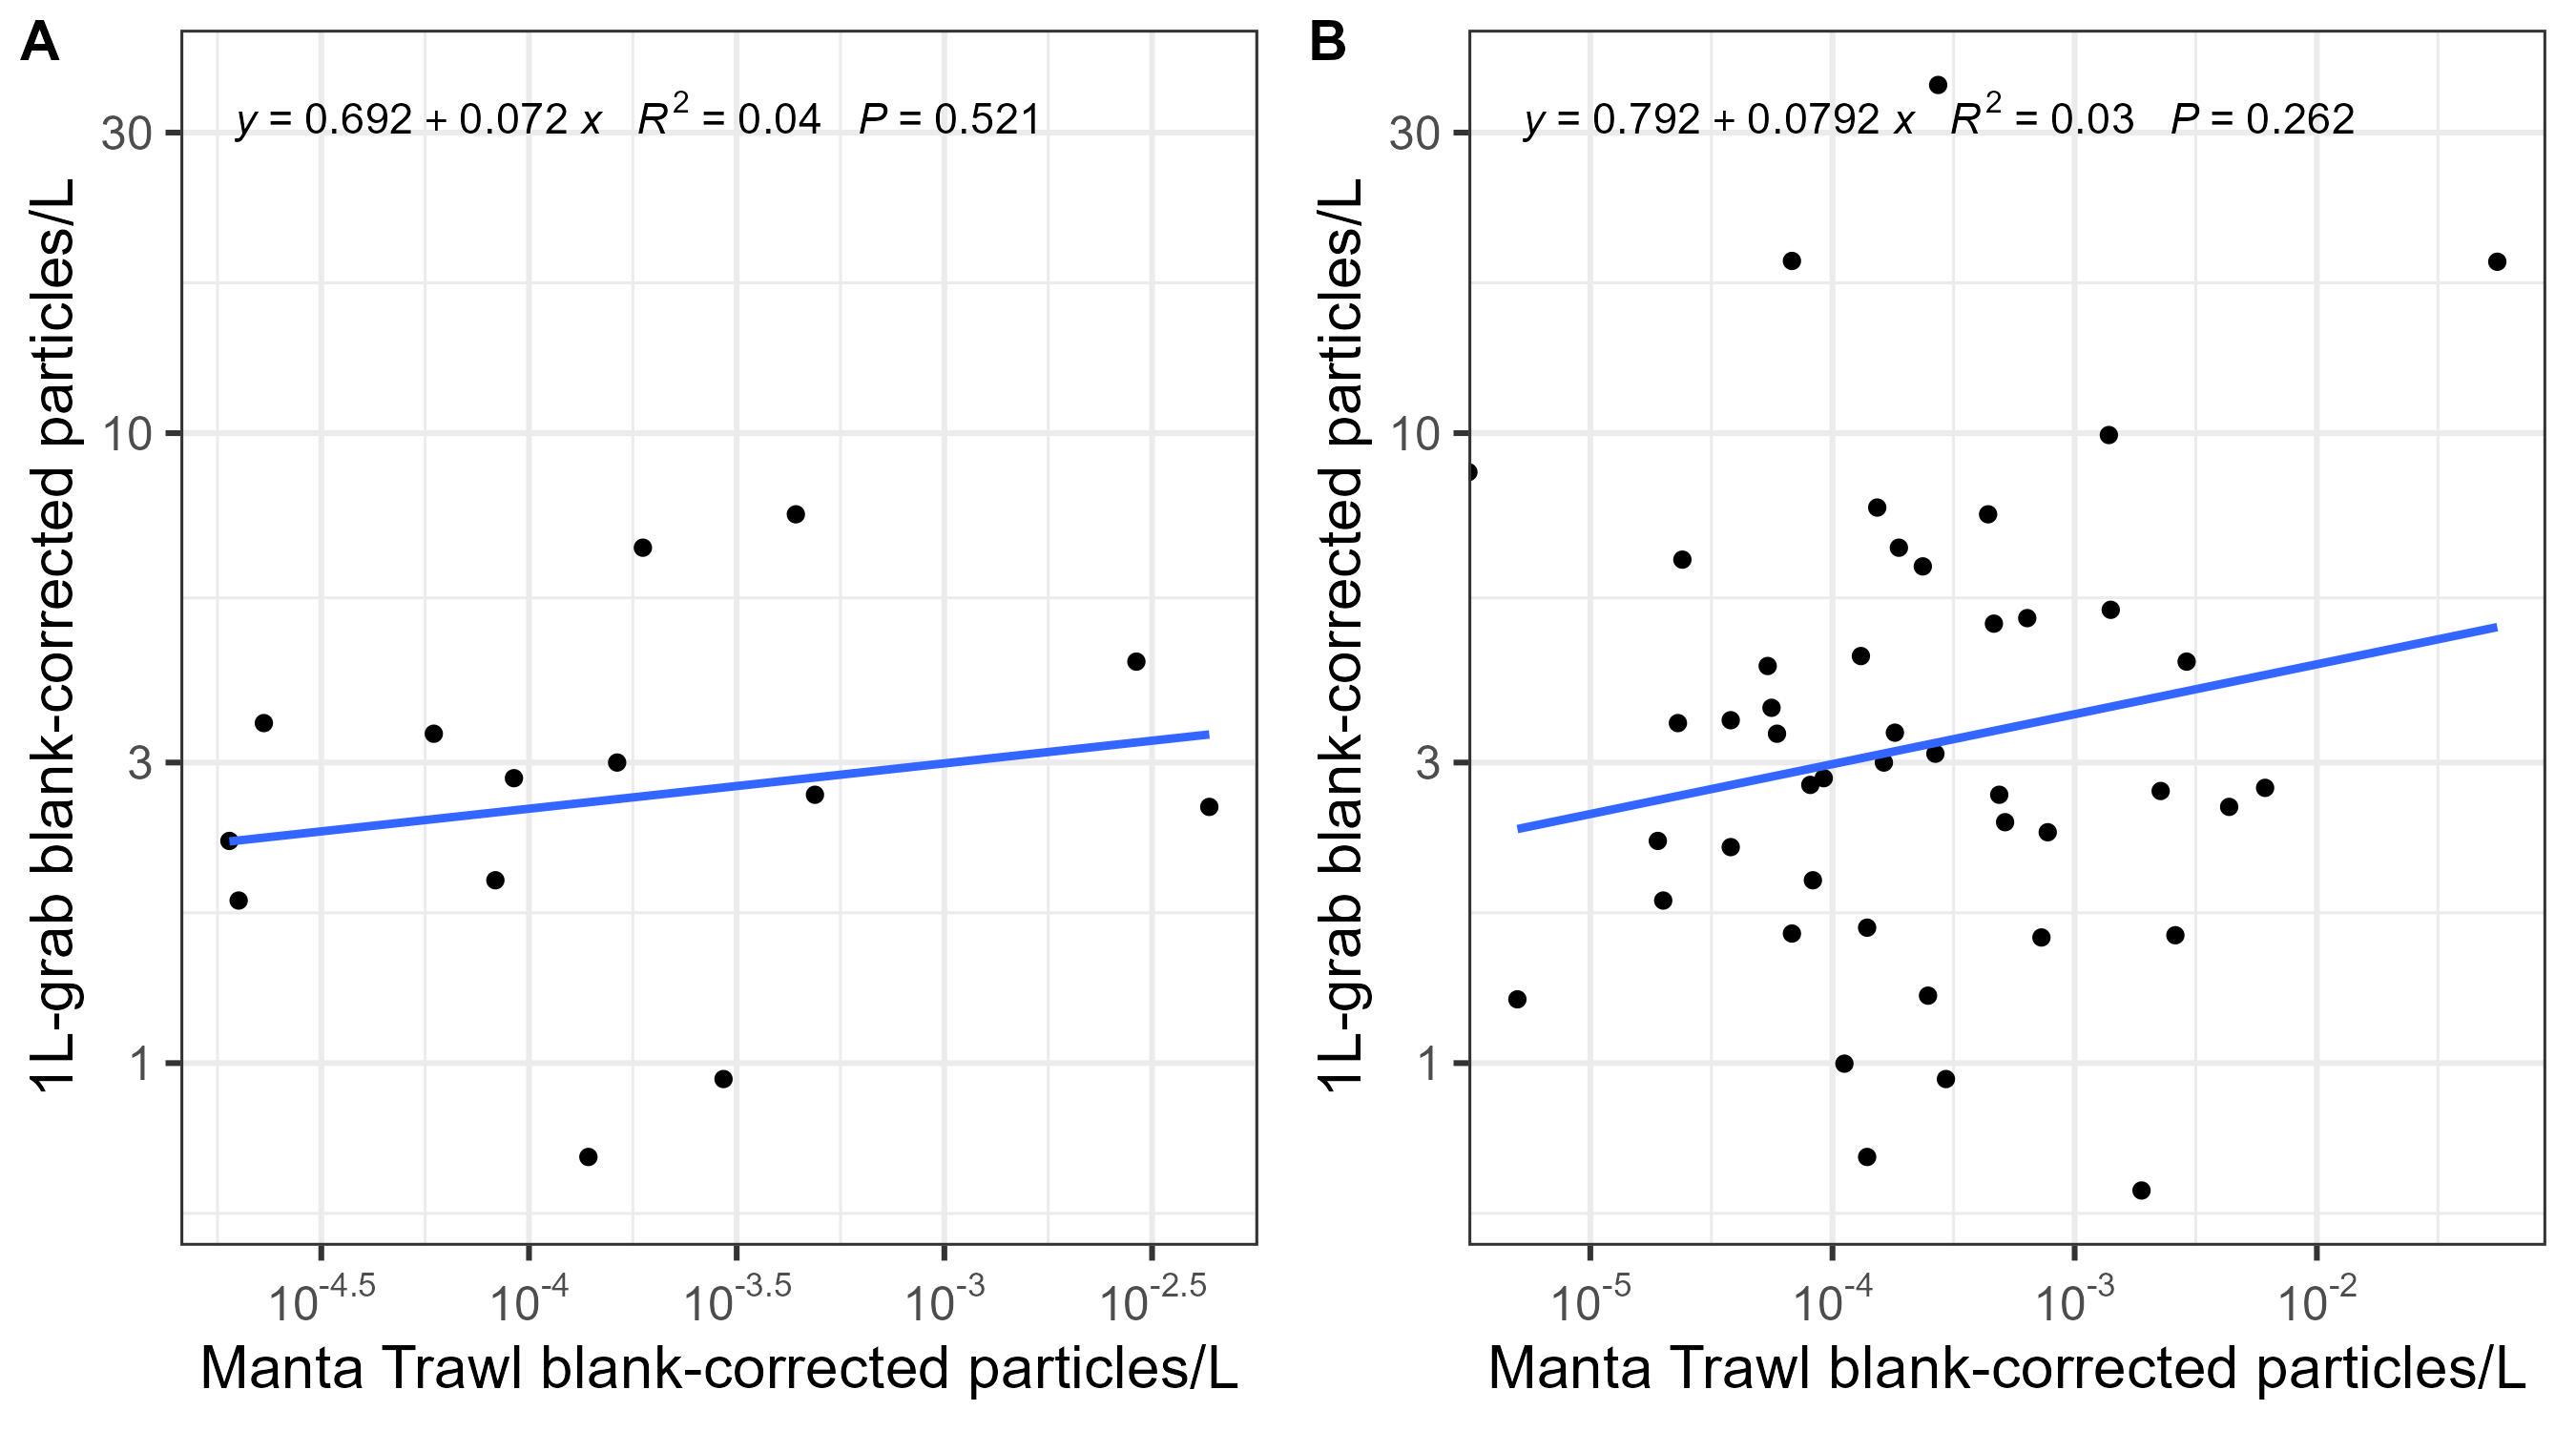 A
y = 0.692 + 0.072 x R² = 0.04 P = 0.521
30
10
3
1
1L-grab blank-corrected particles/L
10^-4.5 10^-4 10^-3.5 10^-3 10^-2.5
Manta Trawl blank-corrected particles/L
B
y = 0.792 + 0.0792 x R² = 0.03 P = 0.262
30
10
3
1
1L-grab blank-corrected particles/L
10^-5 10^-4 10^-3 10^-2
Manta Trawl blank-corrected particles/L